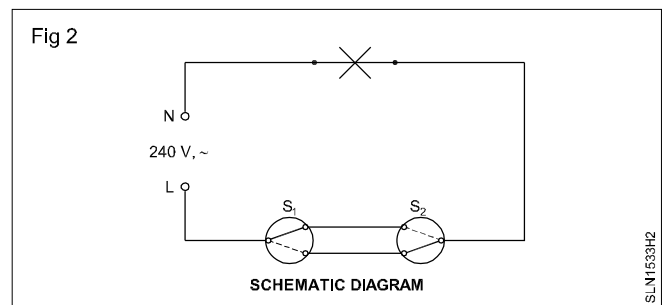 Fig 2
N
240 V, ~
L
S1
S2
SCHEMATIC DIAGRAM
SLN1533H2